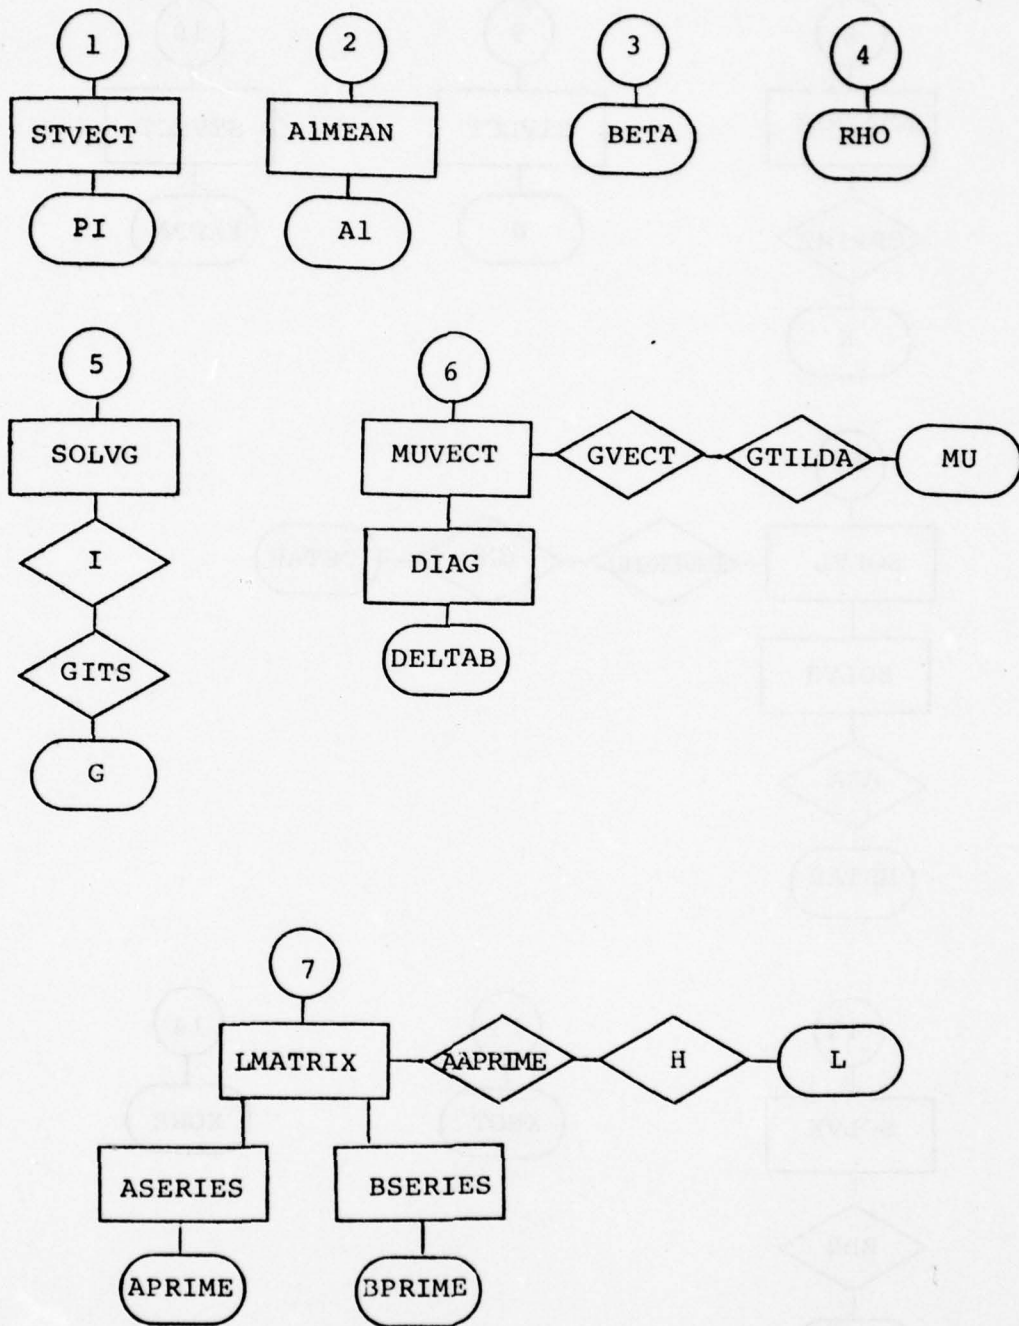 1 2 3 4
STVECT A1MEAN BETA RHO
PI A1
5 6
SOLVG MUVECT GVECT GTILDA MU
I DIAG
GITS DELTAB
G
7
LMATRIX AAPRIME H L
ASERIES BSERIES
APRIME BPRIME